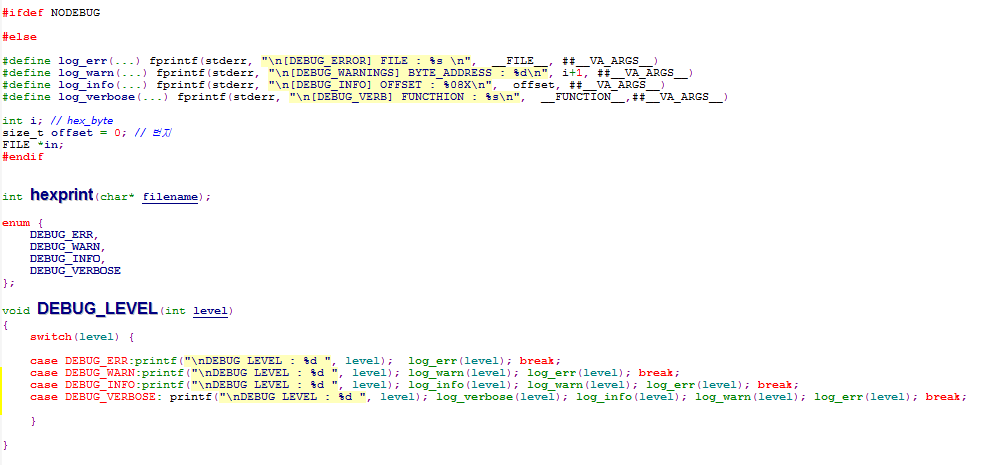 #ifdef NODEBUG
#else
#define log_err(...) fprintf(stderr, "\n[DEBUG_ERROR] FILE : %s \n", __FILE__, ##__VA_ARGS__)
#define log_warn(...) fprintf(stderr, "\n[DEBUG_WARNINGS] BYTE_ADDRESS : %d\n", i+1, ##__VA_ARGS__)
#define log_info(...) fprintf(stderr, "\n[DEBUG_INFO] OFFSET : %08X\n", offset, ##__VA_ARGS__)
#define log_verbose(...) fprintf(stderr, "\n[DEBUG_VERB] FUNCTHION : %s\n", __FUNCTION__,##__VA_ARGS__)
int i; // hex_byte
size_t offset = 0; //
FILE *in;
#endif
int hexprint(char* filename);
enum {
DEBUG_ERR,
DEBUG_WARN,
DEBUG_INFO,
DEBUG_VERBOSE
};
void DEBUG_LEVEL(int level)
{
switch(level) {
case DEBUG_ERR:printf("\nDEBUG LEVEL : %d ", level);  log_err(level); break;
case DEBUG_WARN:printf("\nDEBUG LEVEL : %d ", level); log_warn(level); log_err(level); break;
case DEBUG_INFO:printf("\nDEBUG LEVEL : %d ", level); log_info(level); log_warn(level); log_err(level); break;
case DEBUG_VERBOSE: printf("\nDEBUG LEVEL : %d ", level); log_verbose(level); log_info(level); log_warn(level); log_err(level); break;
}
}